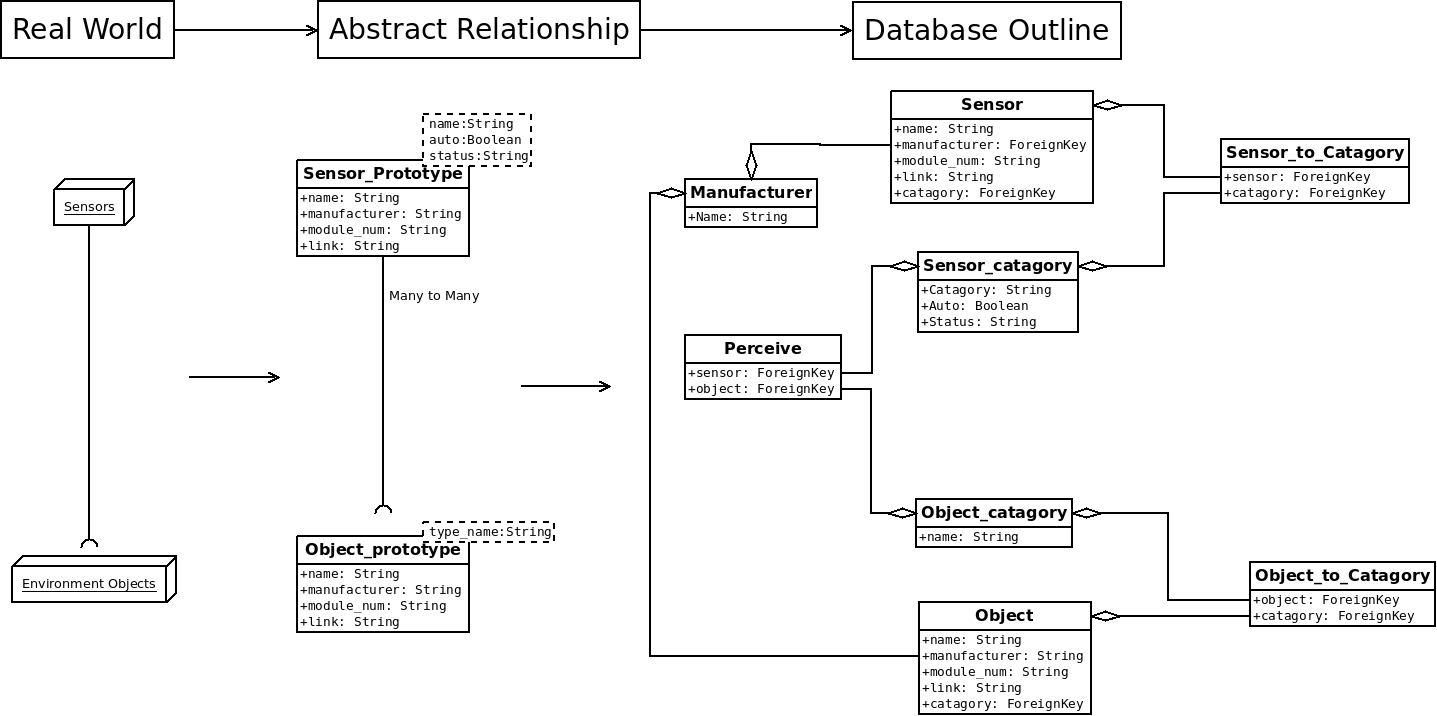 Real World
Abstract Relationship
Database Outline
Sensors
Environment Objects
name:String
auto:Boolean
status:String
Sensor_Prototype
+name: String
+manufacturer: String
+module_num: String
+link: String
Many to Many
type_name:String
Object_prototype
+name: String
+manufacturer: String
+module_num: String
+link: String
Manufacturer
+Name: String
Sensor
+name: String
+manufacturer: ForeignKey
+module_num: String
+link: String
+catagory: ForeignKey
Sensor_to_Catagory
+sensor: ForeignKey
+catagory: ForeignKey
Sensor_catagory
+Catagory: String
+Auto: Boolean
+Status: String
Perceive
+sensor: ForeignKey
+object: ForeignKey
Object_catagory
+name: String
Object_to_Catagory
+object: ForeignKey
+catagory: ForeignKey
Object
+name: String
+manufacturer: String
+module_num: String
+link: String
+catagory: ForeignKey